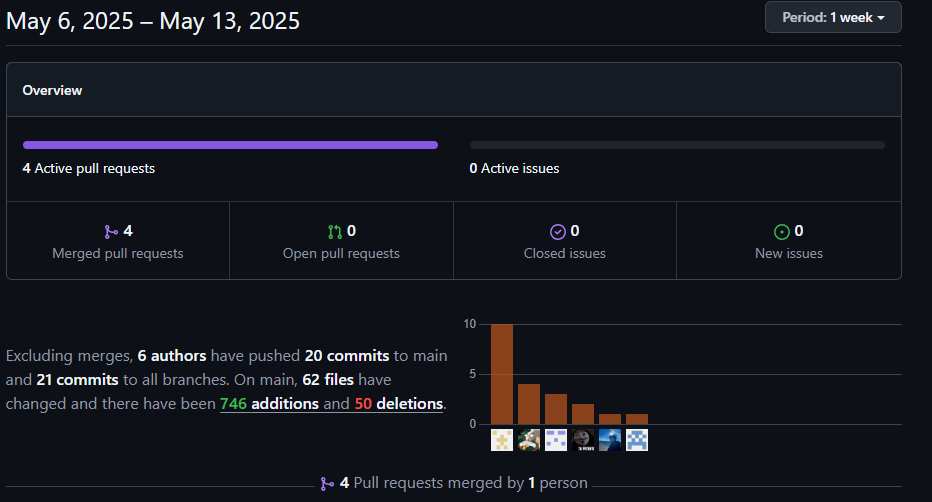 May 6, 2025 – May 13, 2025
Period: 1 week
Overview
4 Active pull requests
0 Active issues
4
Merged pull requests
0
Open pull requests
0
Closed issues
0
New issues
Excluding merges, 6 authors have pushed 20 commits to main
and 21 commits to all branches. On main, 62 files have
changed and there have been 746 additions and 50 deletions.
10
5
0
4 Pull requests merged by 1 person